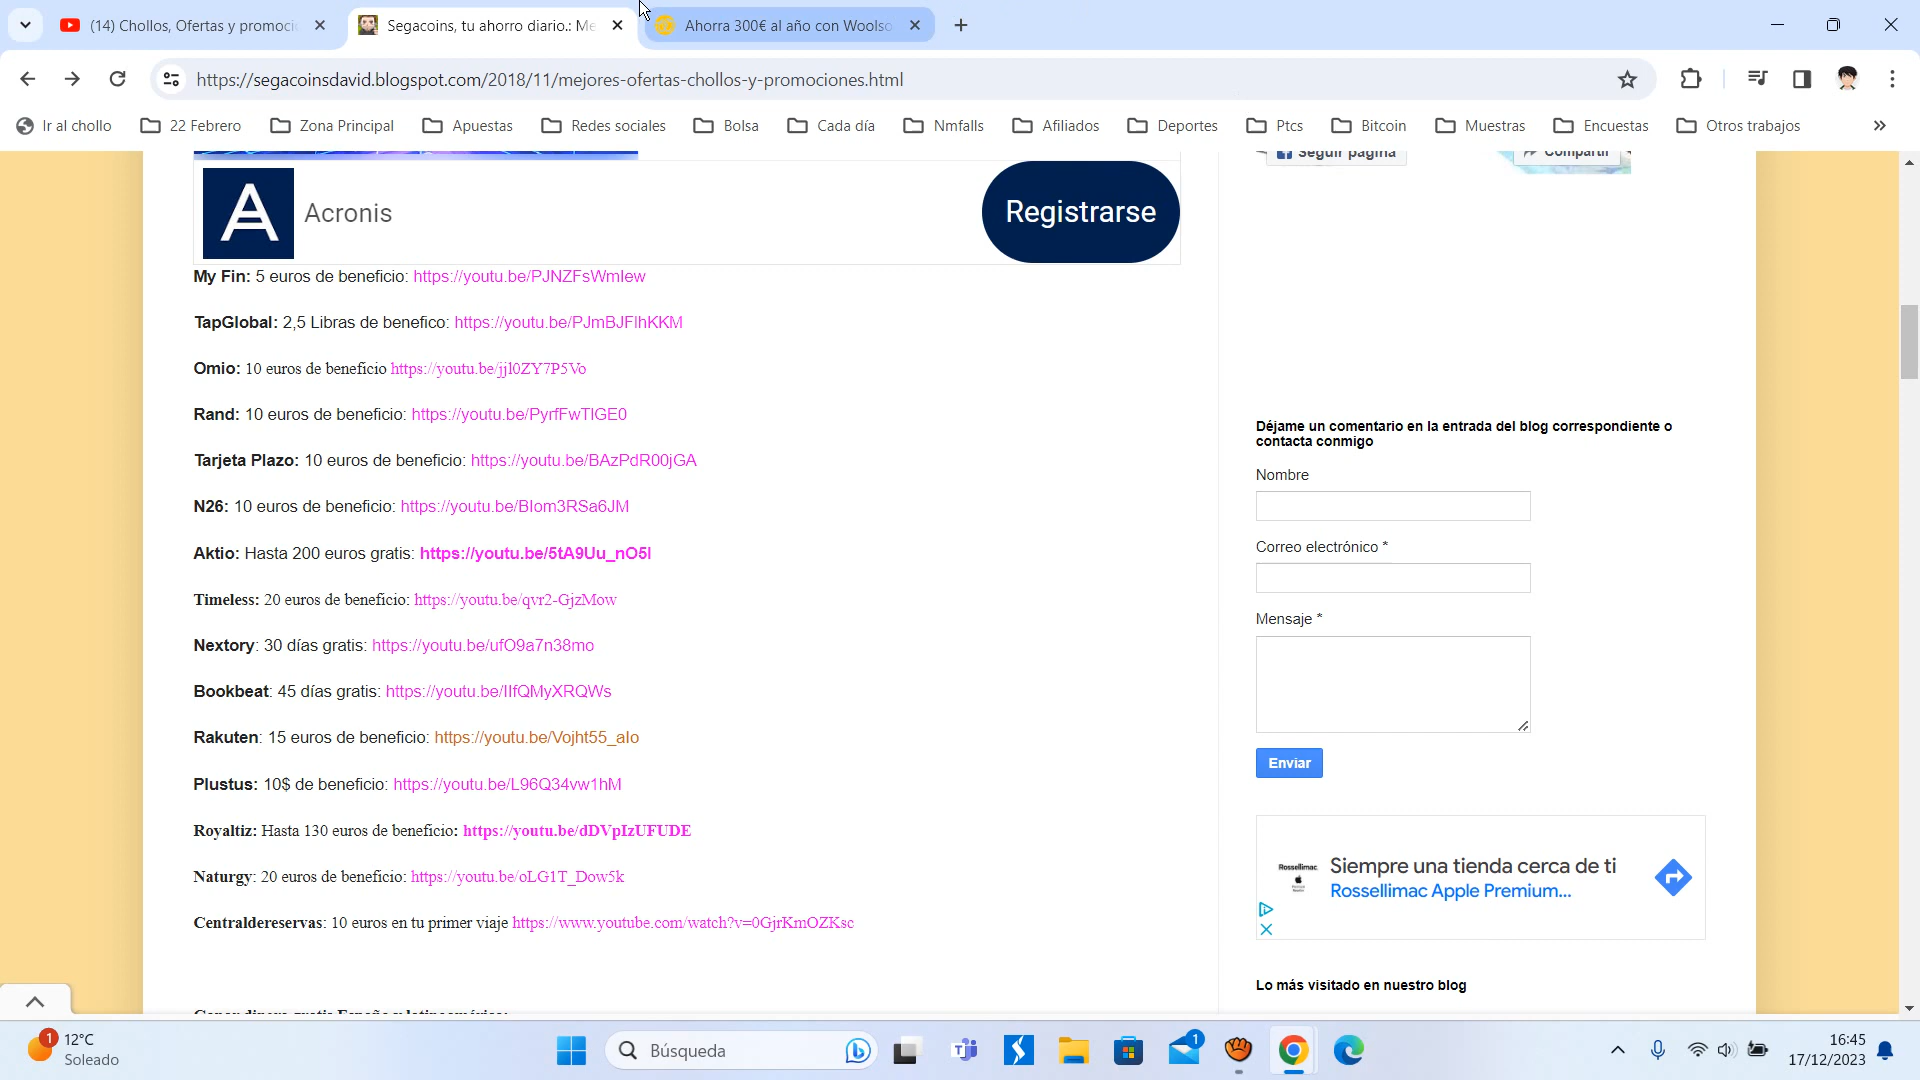 (14) Chollos, Ofertas y promoci
Segacoins, tu ahorro diario.: Me
Ahorra 300€ al año con Woolso
https://segacoinsdavid.blogspot.com/2018/11/mejores-ofertas-chollos-y-promociones.html
Ir al chollo
22 Febrero
Zona Principal
Apuestas
Redes sociales
Bolsa
Cada día
Nmfalls
Afiliados
Deportes
Ptcs
Bitcoin
Muestras
Encuestas
Otros trabajos
Seguir página
Compartir
Acronis
Registrarse
My Fin: 5 euros de beneficio: https://youtu.be/PJNZFsWmlew
TapGlobal: 2,5 Libras de benefico: https://youtu.be/PJmBJFlhKKM
Omio: 10 euros de beneficio https://youtu.be/jjl0ZY7P5Vo
Rand: 10 euros de beneficio: https://youtu.be/PyrfFwTIGE0
Tarjeta Plazo: 10 euros de beneficio: https://youtu.be/BAzPdR00jGA
N26: 10 euros de beneficio: https://youtu.be/Blom3RSa6JM
Aktio: Hasta 200 euros gratis: https://youtu.be/5tA9Uu_nO5I
Timeless: 20 euros de beneficio: https://youtu.be/qvr2-GjzMow
Nextory: 30 días gratis: https://youtu.be/ufO9a7n38mo
Bookbeat: 45 días gratis: https://youtu.be/IIfQMyXRQWs
Rakuten: 15 euros de beneficio: https://youtu.be/Vojht55_aIo
Plustus: 10$ de beneficio: https://youtu.be/L96Q34vw1hM
Royaltiz: Hasta 130 euros de beneficio: https://youtu.be/dDVpIzUFUDE
Naturgy: 20 euros de beneficio: https://youtu.be/oLG1T_Dow5k
Centraldereservas: 10 euros en tu primer viaje https://www.youtube.com/watch?v=0GjrKmOZKsc
Déjame un comentario en la entrada del blog correspondiente o
contacta conmigo
Nombre
Correo electrónico *
Mensaje *
Enviar
Rossellimac
Siempre una tienda cerca de ti
Rossellimac Apple Premium...
Lo más visitado en nuestro blog
1
12°C
Soleado
Búsqueda
1
16:45
17/12/2023